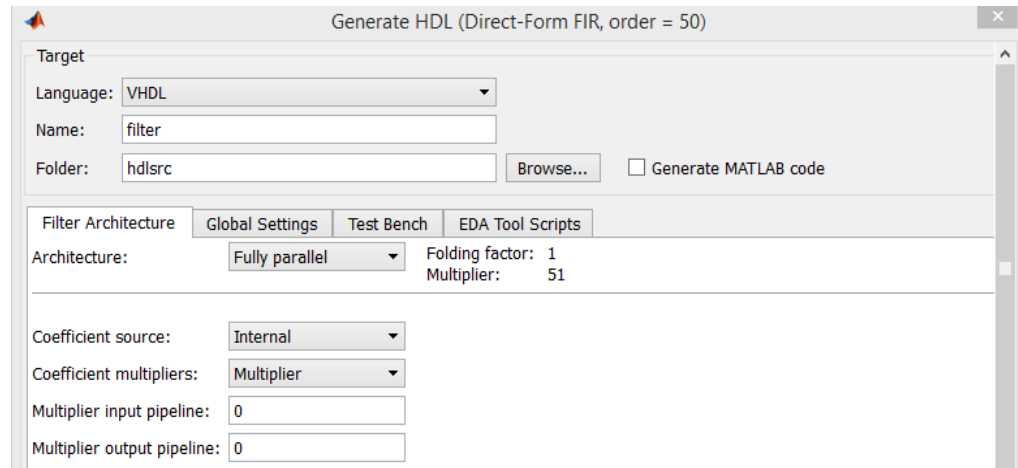 Generate HDL (Direct-Form FIR, order = 50)
Target
Language: VHDL
Name: filter
Folder: hdlsrc Browse... Generate MATLAB code
Filter Architecture Global Settings Test Bench EDA Tool Scripts
Architecture: Fully parallel Folding factor: 1
Multiplier: 51
Coefficient source: Internal
Coefficient multipliers: Multiplier
Multiplier input pipeline: 0
Multiplier output pipeline: 0